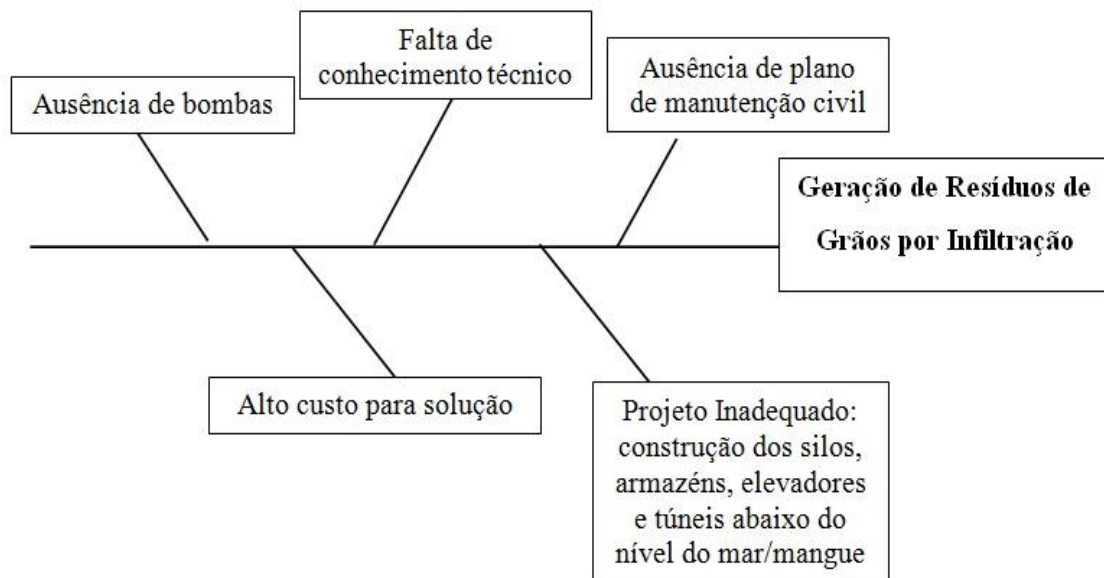 Ausência de bombas
Falta de
conhecimento técnico
Ausência de plano
de manutenção civil
Geração de Resíduos de
Grãos por Infiltração
Alto custo para solução
Projeto Inadequado:
construção dos silos,
armazéns, elevadores
e túneis abaixo do
nível do mar/mangue